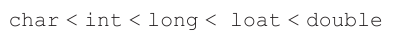 char < int < long <  loat < double